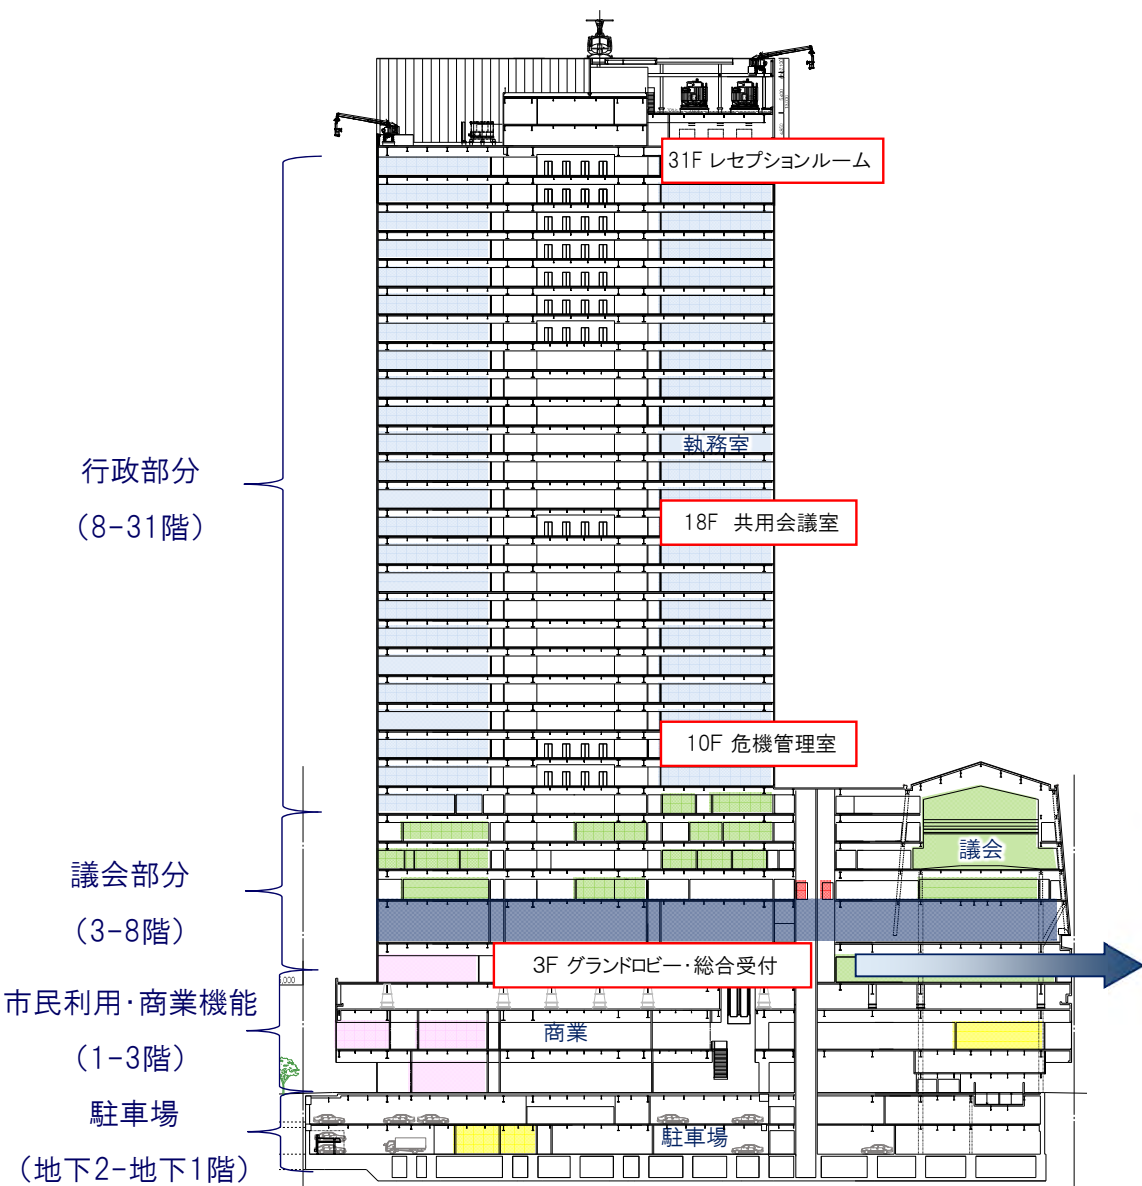 31F レセプションルーム
執務室
行政部分
(8-31階)
18F 共用会議室
10F 危機管理室
議会
議会部分
(3-8階)
3F グランドロビー・総合受付
市民利用・商業機能
(1-3階)
商業
駐車場
(地下2-地下1階)
駐車場